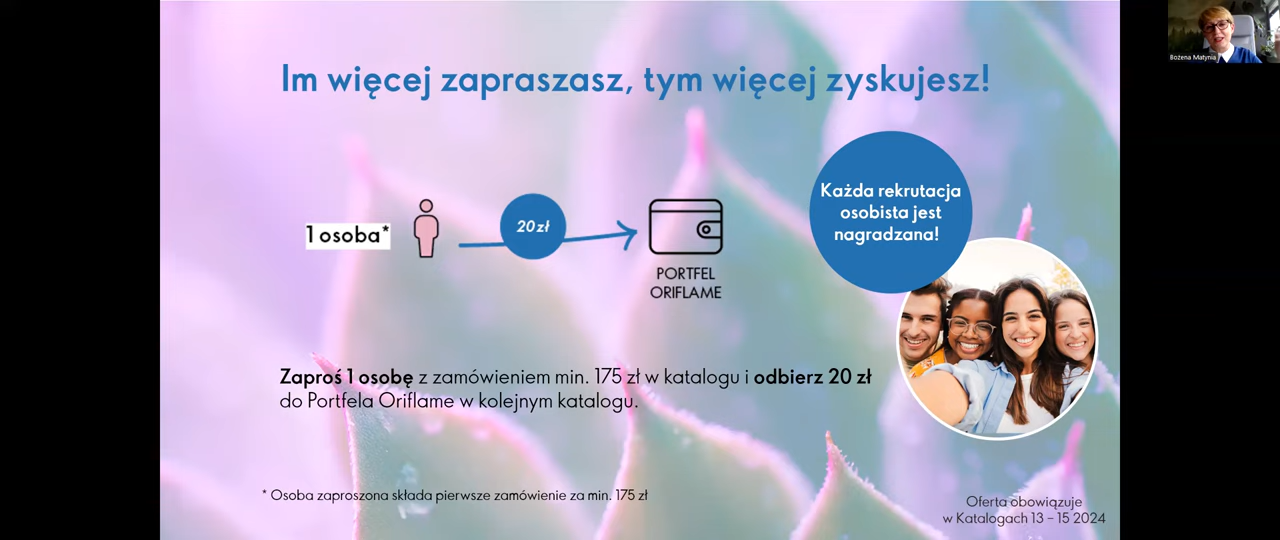 Im więcej zapraszasz, tym więcej zyskujesz!
Bożena Matynia
Każda rekrutacja
osobista jest
nagradzana!
1 osoba*
20 zł
PORTFEL
ORIFLAME
Zaproś 1 osobę z zamówieniem min. 175 zł w katalogu i odbierz 20 zł
do Portfela Oriflame w kolejnym katalogu.
* Osoba zaproszona składa pierwsze zamówienie za min. 175 zł
Oferta obowiązuje
w Katalogach 13 – 15 2024